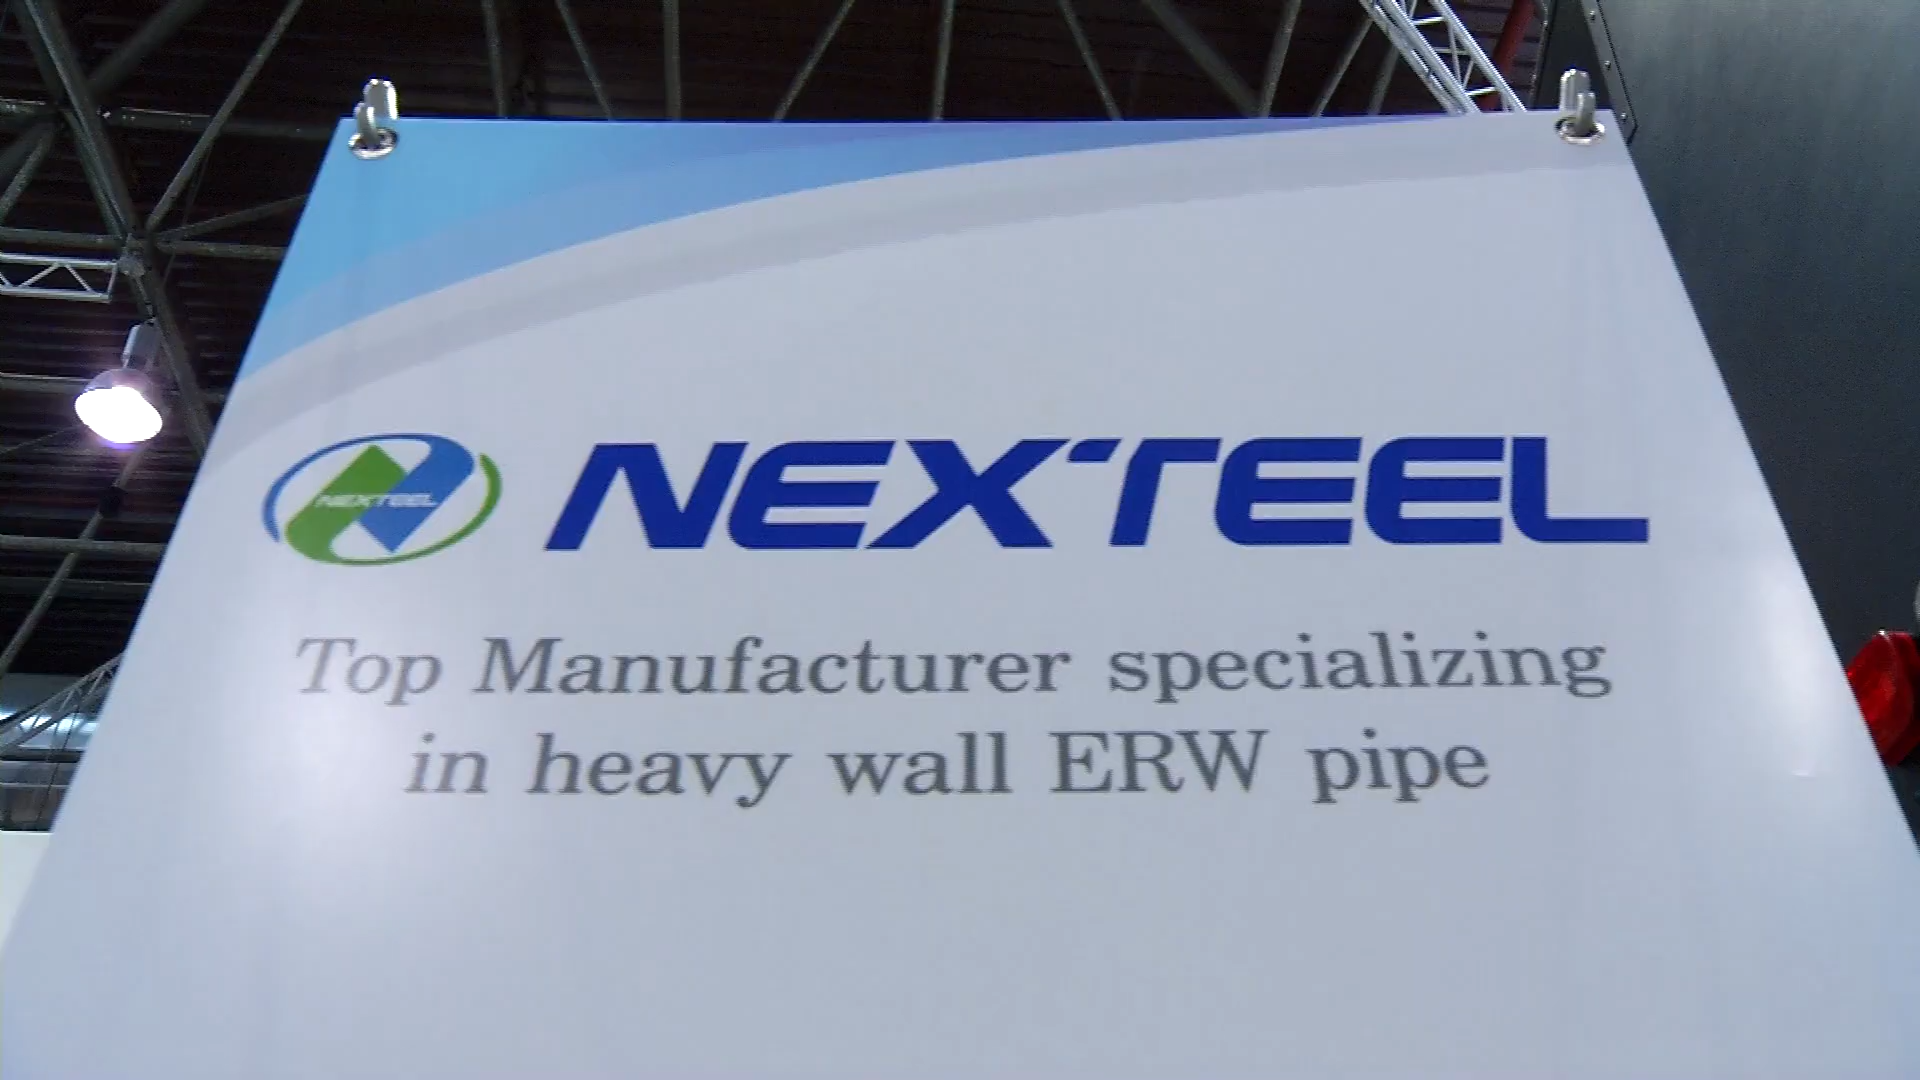 NEXTEEL
NEXTEEL
Top Manufacturer specializing
in heavy wall ERW pipe